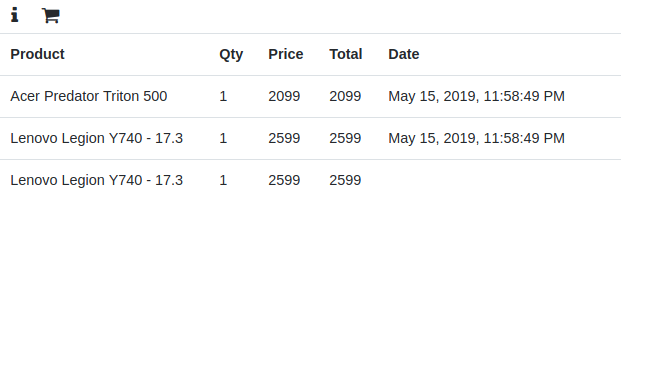 Product Qty Price Total Date
Acer Predator Triton 500 1 2099 2099 May 15, 2019, 11:58:49 PM
Lenovo Legion Y740 - 17.3 1 2599 2599 May 15, 2019, 11:58:49 PM
Lenovo Legion Y740 - 17.3 1 2599 2599